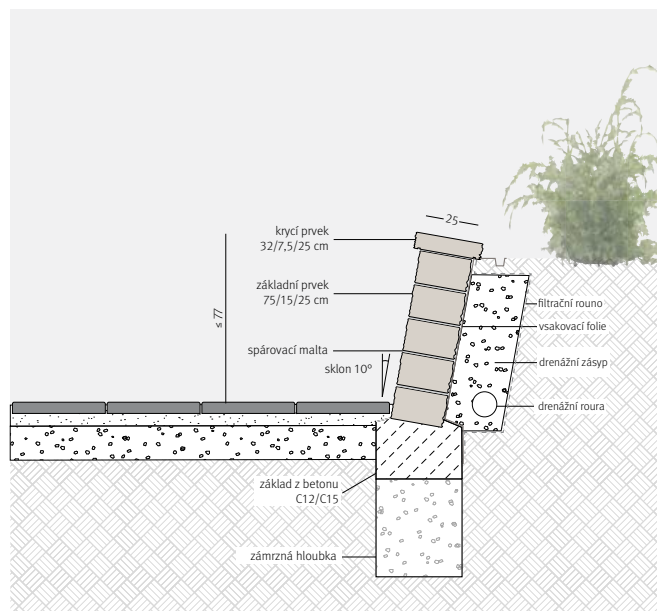 25
krycí prvek
32/7,5/25 cm
základní prvek
75/15/25 cm
≤ 77
spárovací malta
sklon 10°
filtrační rouno
vsakovací folie
drenážní zásyp
drenážní roura
základ z betonu
C12/C15
zámrzná hloubka